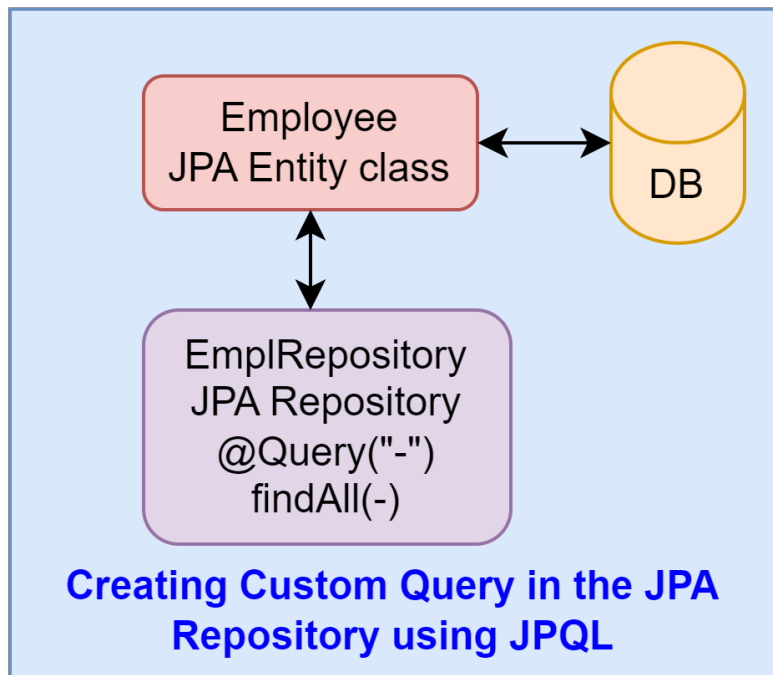 Employee
JPA Entity class
DB
EmplRepository
JPA Repository
@Query("-")
findAll(-)
Creating Custom Query in the JPA
Repository using JPQL